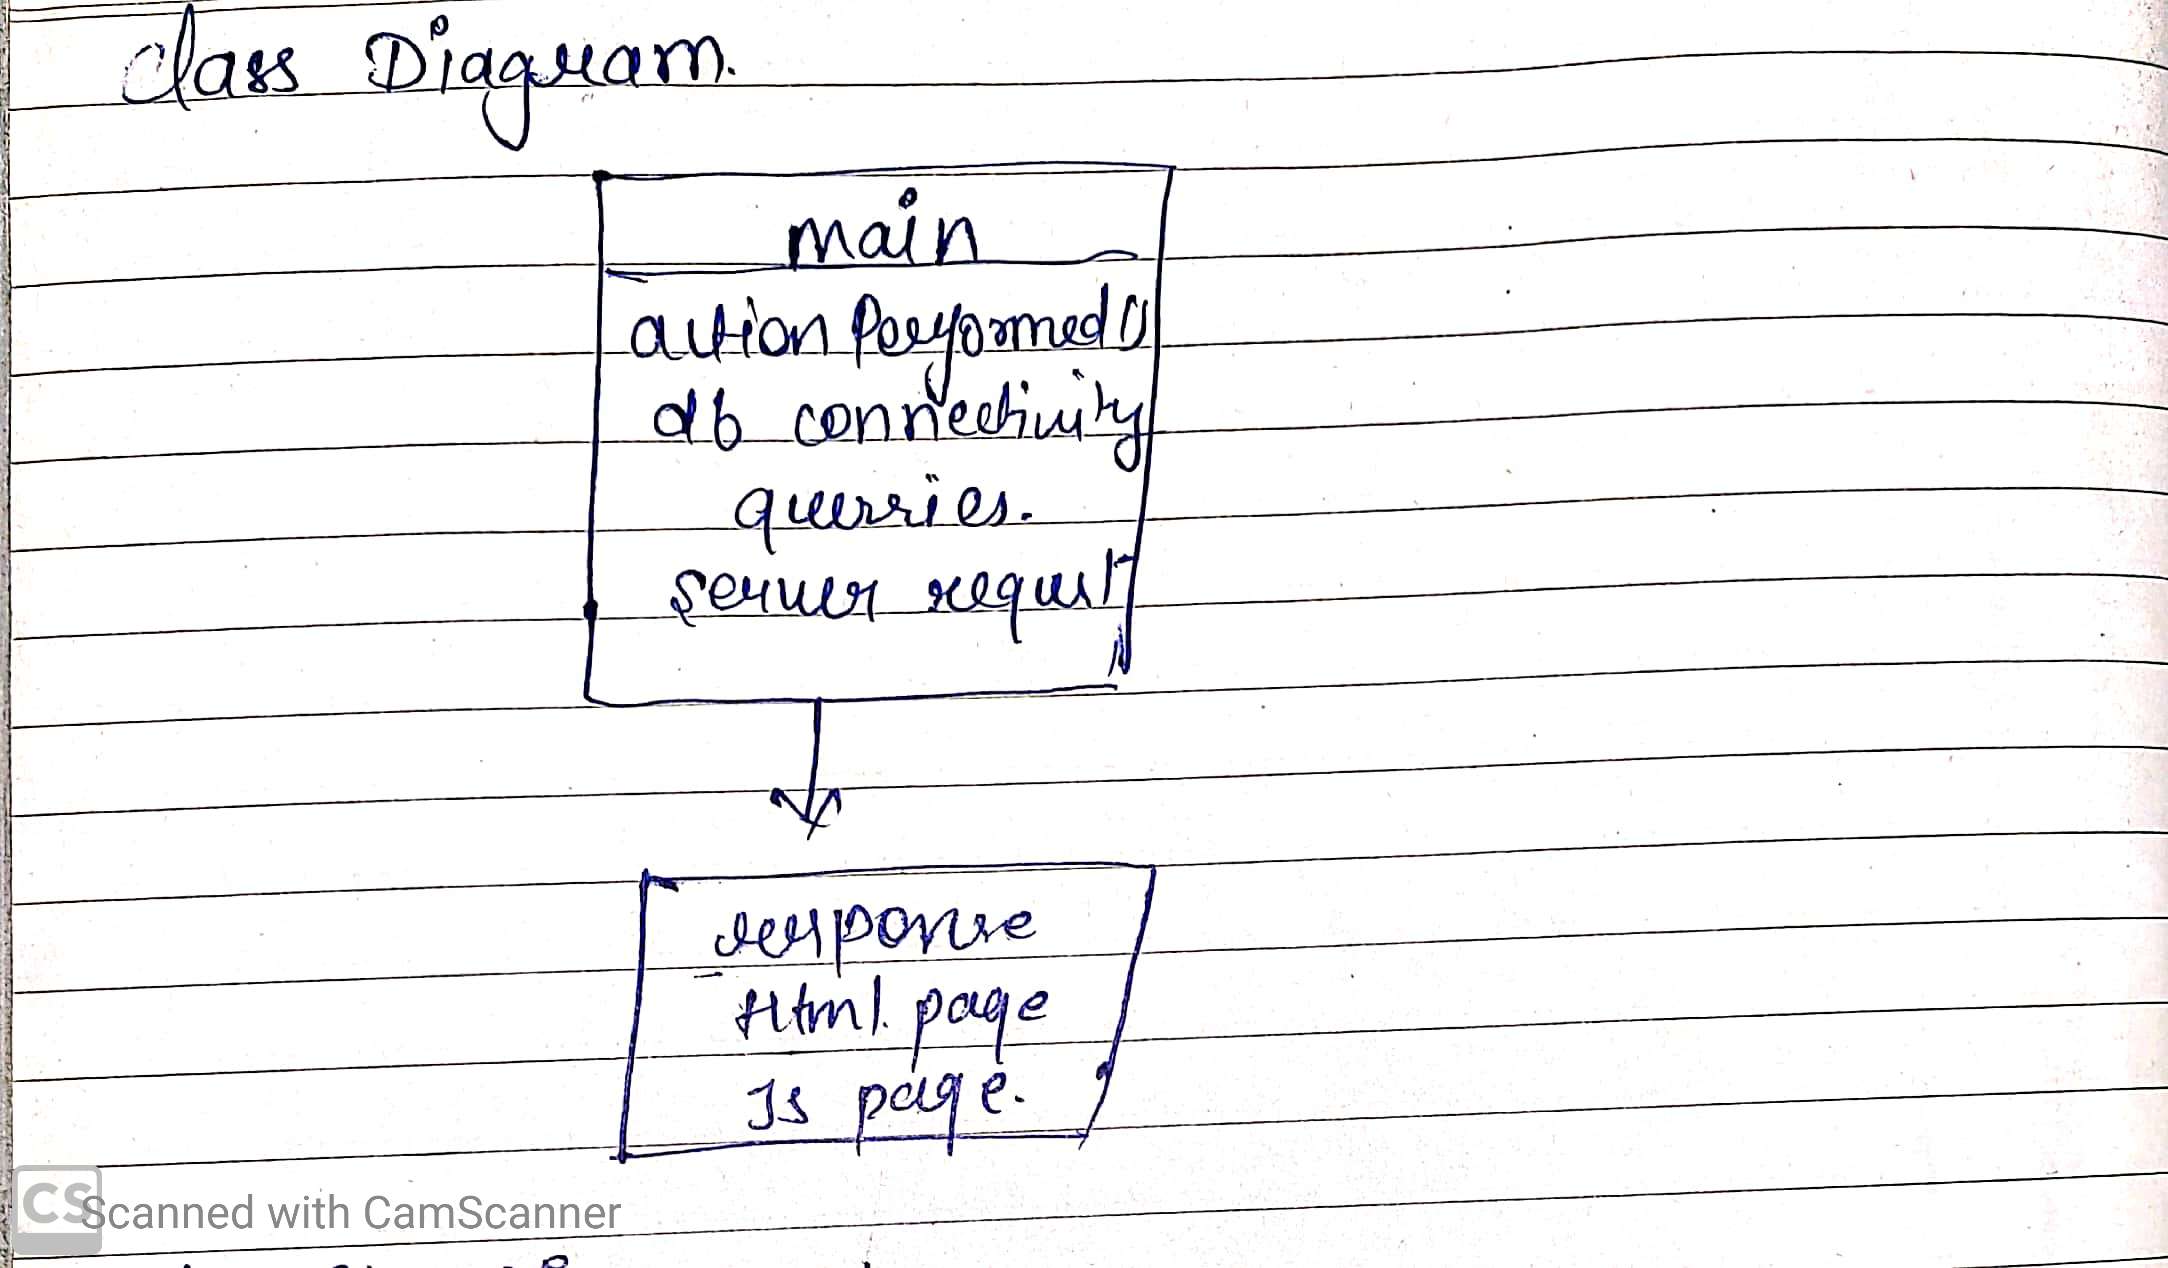 Class Diagram.
main
action Performed ()
db connectivity
querries.
server request
response
Html page
Js page.
CS Scanned with CamScanner